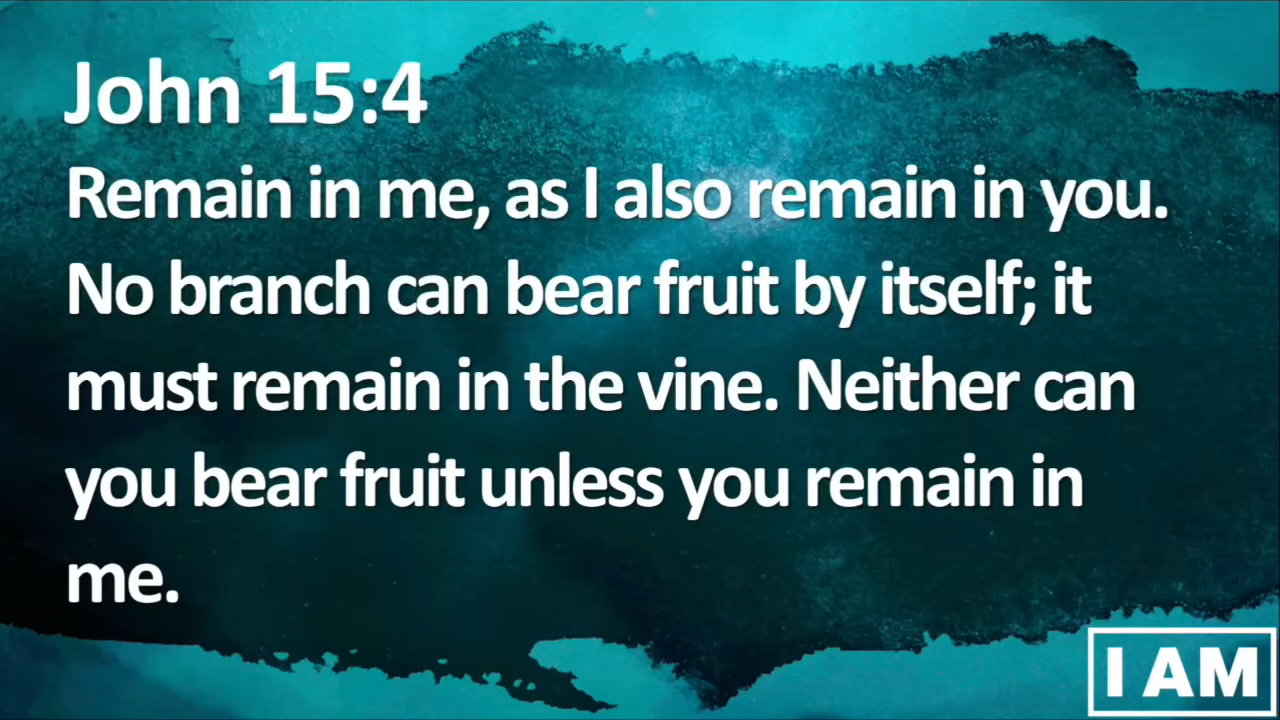 John 15:4
Remain in me, as I also remain in you.
No branch can bear fruit by itself; it
must remain in the vine. Neither can
you bear fruit unless you remain in
me.
I AM